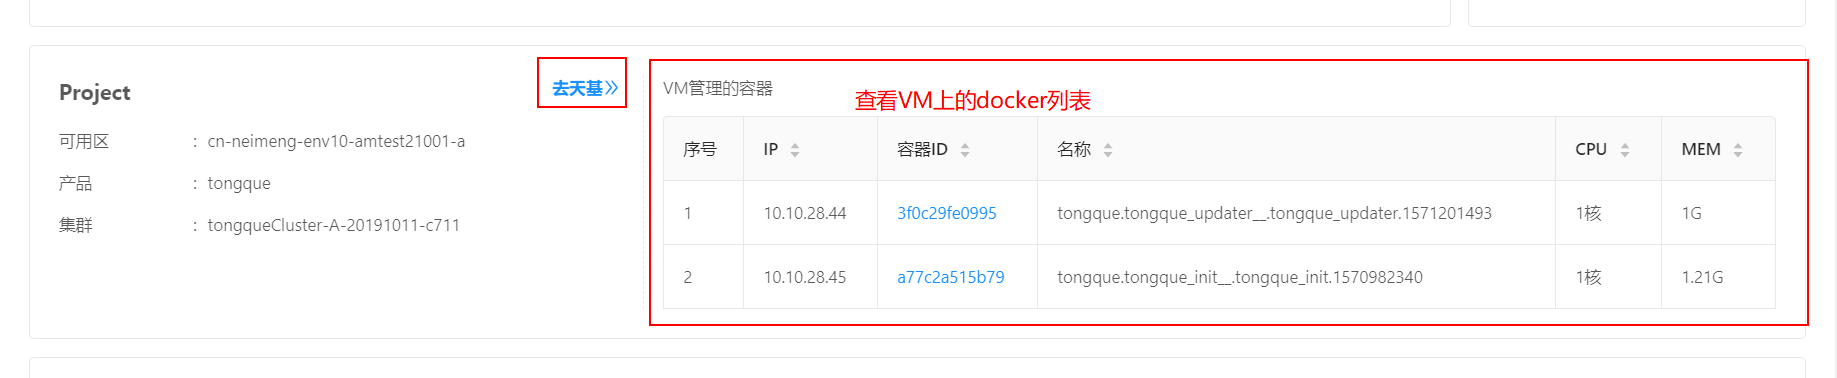 Project
去天基
可用区 : cn-neimeng-env10-amtest21001-a
产品 : tongque
集群 : tongqueCluster-A-20191011-c711
VM管理的容器
查看VM上的docker列表
序号 IP 容器ID 名称 CPU MEM
1 10.10.28.44 3f0c29fe0995 tongque.tongque_updater__.tongque_updater.1571201493 1核 1G
2 10.10.28.45 a77c2a515b79 tongque.tongque_init__.tongque_init.1570982340 1核 1.21G